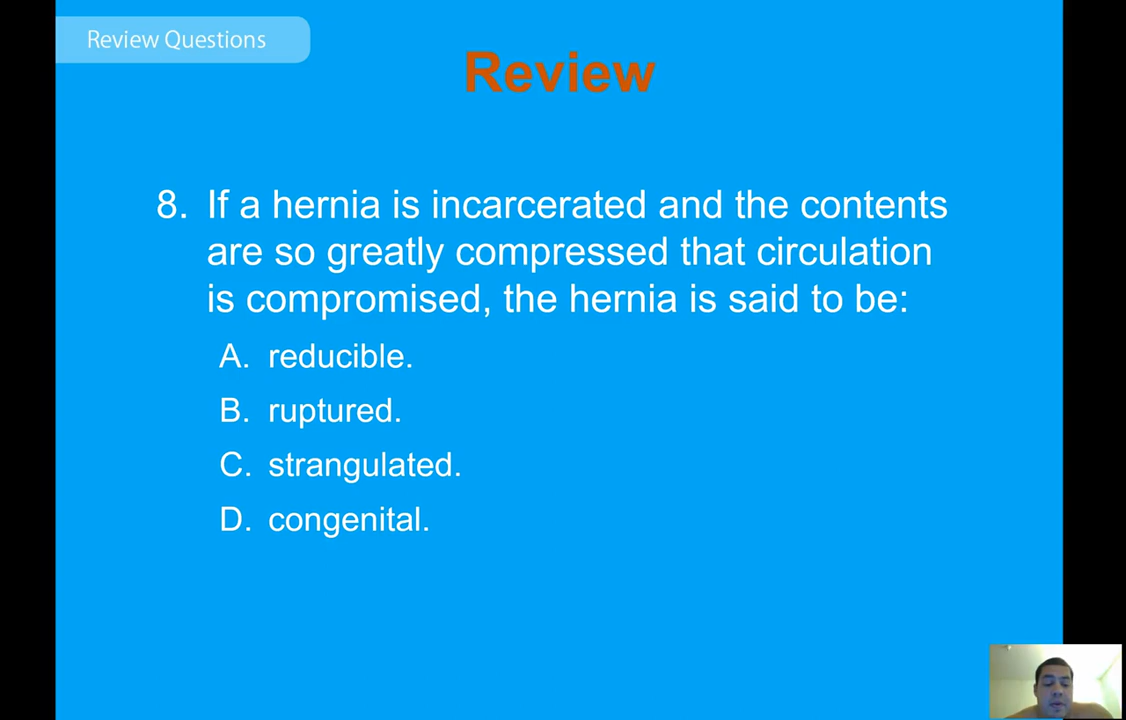 Review Questions
Review
8. If a hernia is incarcerated and the contents
are so greatly compressed that circulation
is compromised, the hernia is said to be:
A. reducible.
B. ruptured.
C. strangulated.
D. congenital.